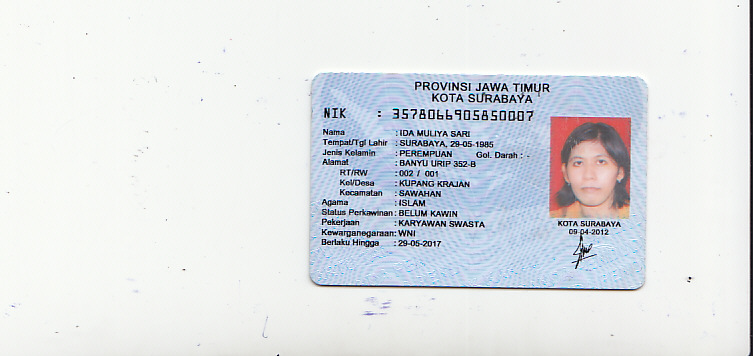 PROVINSI JAWA TIMUR
KOTA SURABAYA
NIK : 3578066905850007
Nama : IDA MULIYA SARI
Tempat/Tgl Lahir : SURABAYA, 29-05-1985
Jenis Kelamin : PEREMPUAN Gol. Darah : -
Alamat : BANYU URIP 352-B
RT/RW : 002 / 001
Kel/Desa : KUPANG KRAJAN
Kecamatan : SAWAHAN
Agama : ISLAM
Status Perkawinan : BELUM KAWIN
Pekerjaan : KARYAWAN SWASTA
Kewarganegaraan: WNI
Berlaku Hingga : 29-05-2017
KOTA SURABAYA
09-04-2012